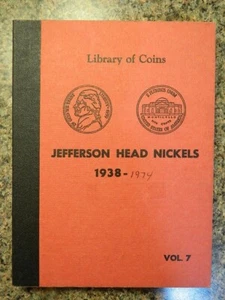 Library of Coins
JEFFERSON HEAD NICKELS
1938-1974
VOL. 7